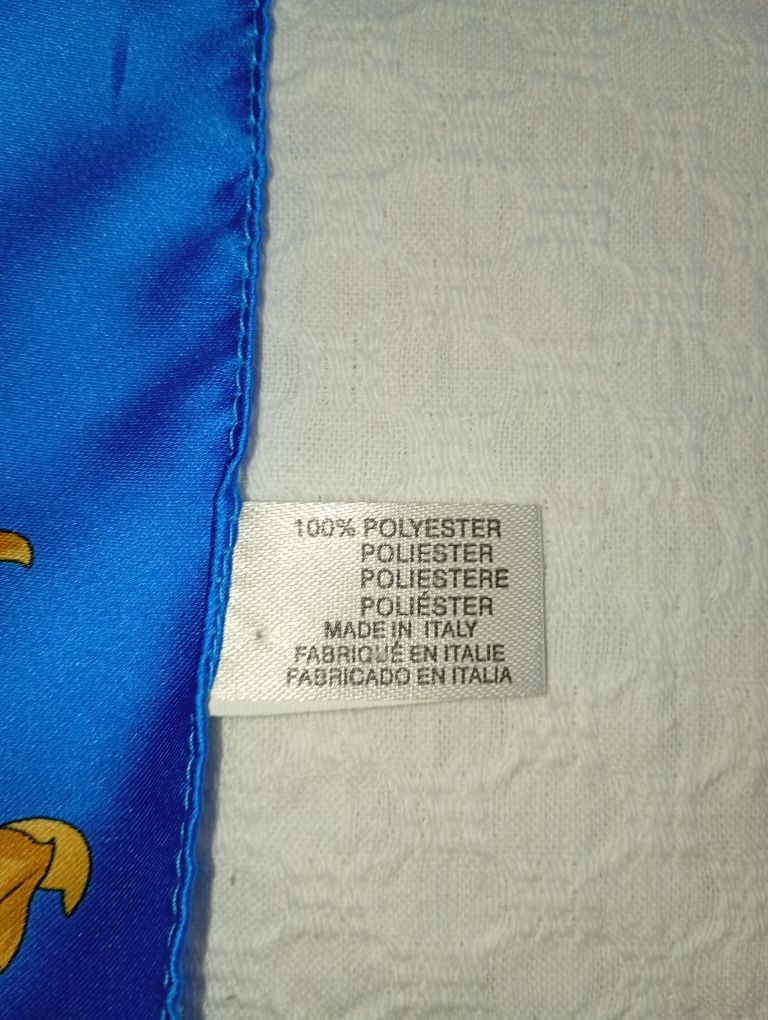 100% POLYESTER
POLIESTER
POLIESTERE
POLIÉSTER
MADE IN ITALY
FABRIQUÉ EN ITALIE
FABRICADO EN ITALIA